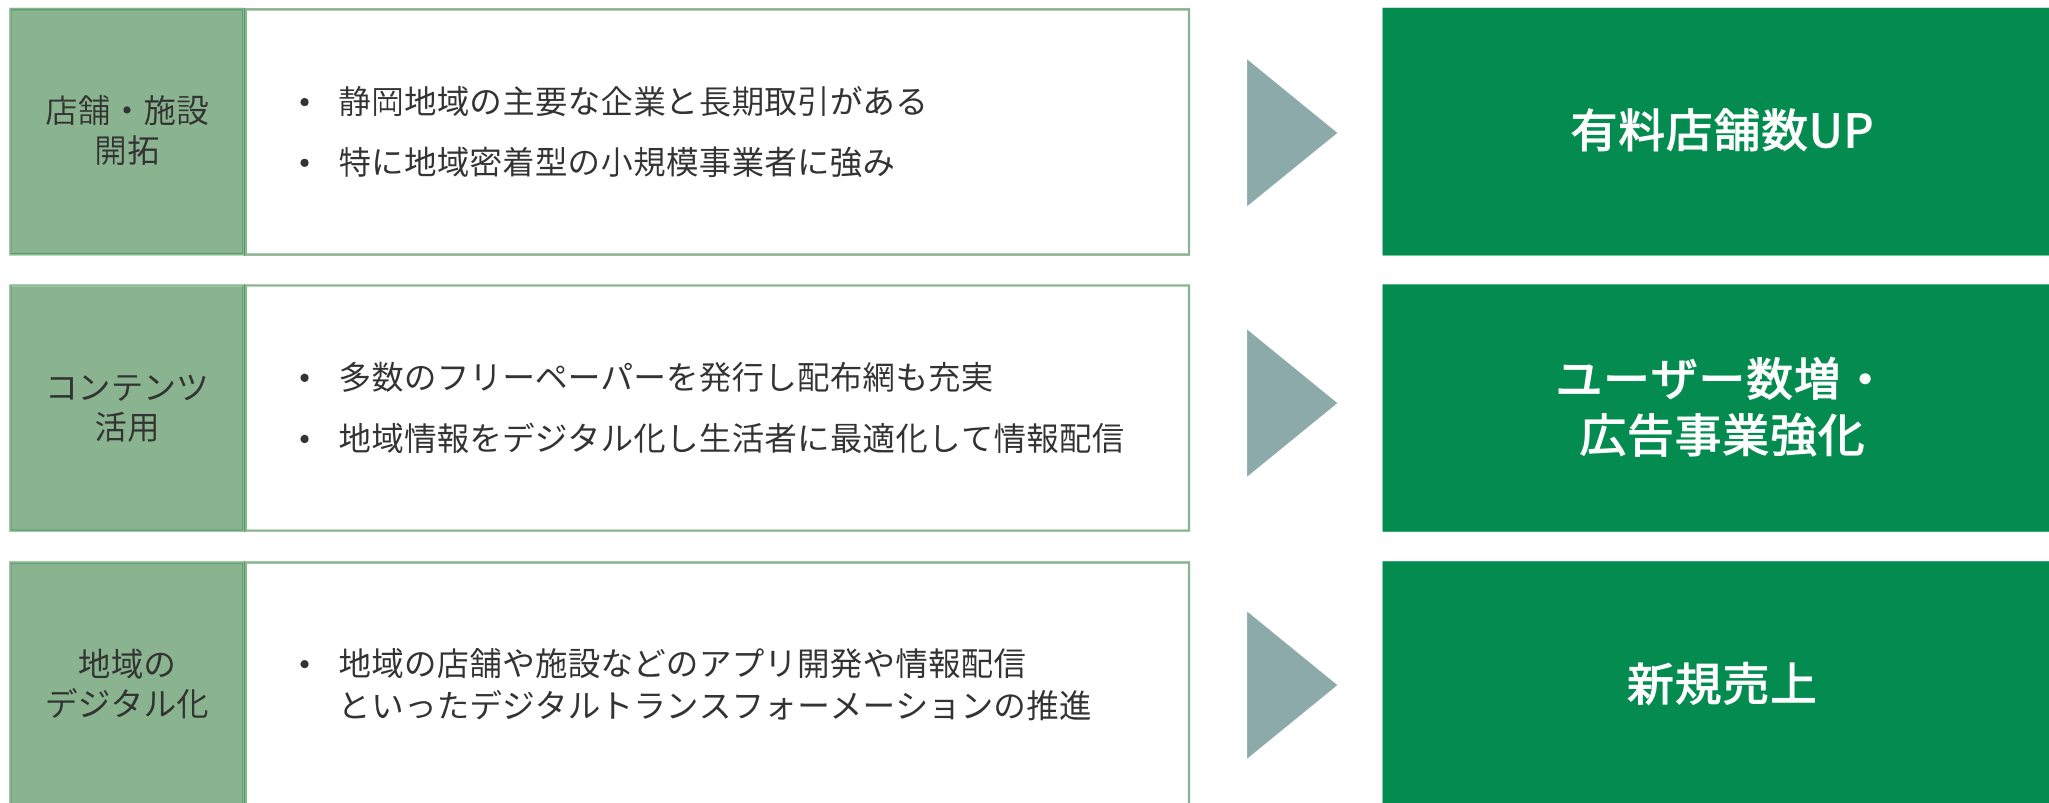 店舗・施設
開拓
• 静岡地域の主要な企業と長期取引がある
• 特に地域密着型の小規模事業者に強み
有料店舗数UP
コンテンツ
活用
• 多数のフリーペーパーを発行し配布網も充実
• 地域情報をデジタル化し生活者に最適化して情報配信
ユーザー数増・
広告事業強化
地域の
デジタル化
• 地域の店舗や施設などのアプリ開発や情報配信
といったデジタルトランスフォーメーションの推進
新規売上